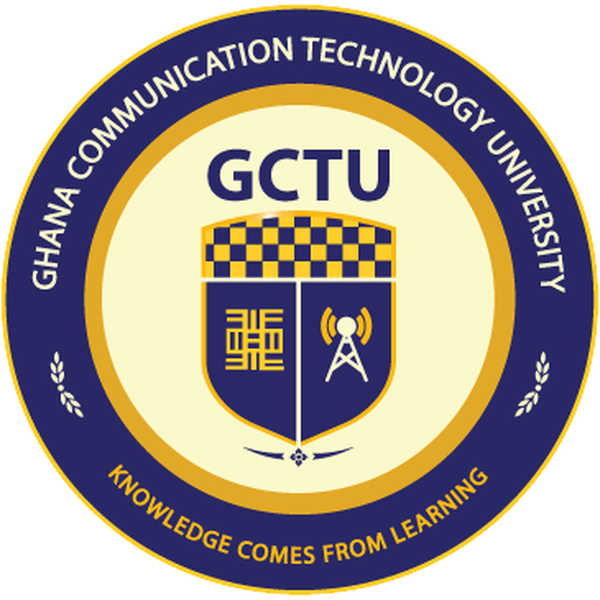 GHANA COMMUNICATION TECHNOLOGY UNIVERSITY
GCTU
KNOWLEDGE COMES FROM LEARNING